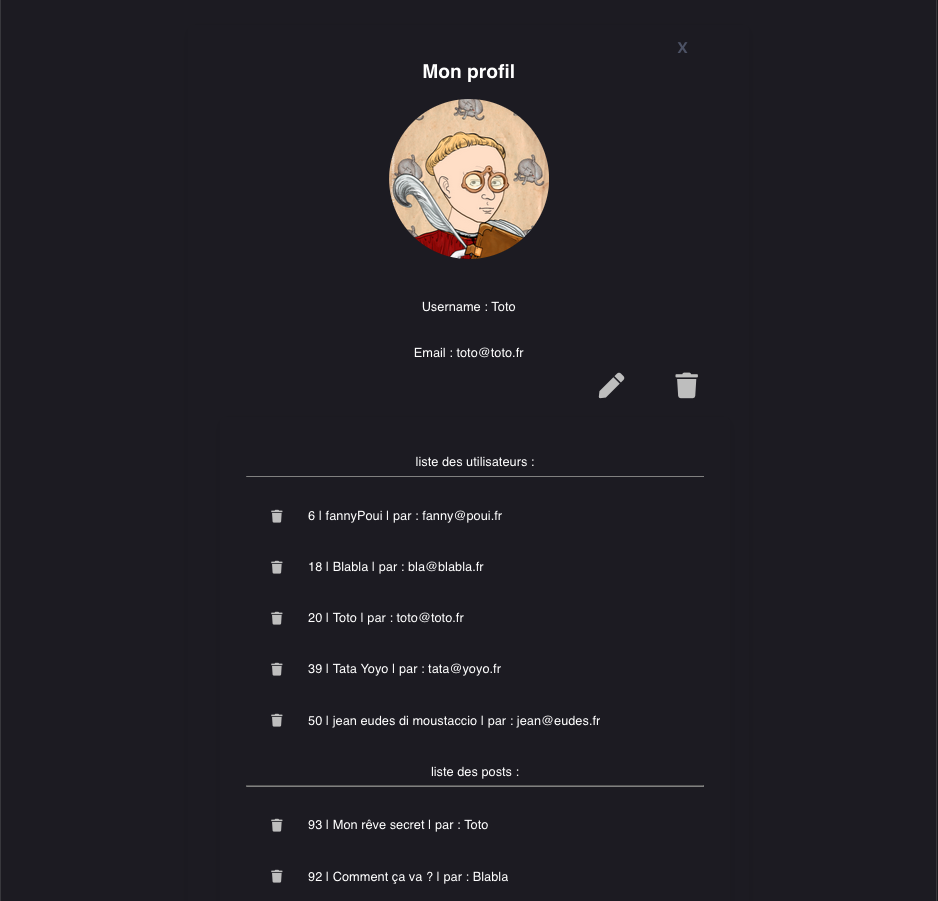 X
Mon profil
Username : Toto
Email : toto@toto.fr
liste des utilisateurs :
6 | fannyPoui | par : fanny@poui.fr
18 | Blabla | par : bla@blabla.fr
20 | Toto | par : toto@toto.fr
39 | Tata Yoyo | par : tata@yoyo.fr
50 | jean eudes di moustaccio | par : jean@eudes.fr
liste des posts :
93 | Mon rêve secret | par : Toto
92 | Comment ça va ? | par : Blabla